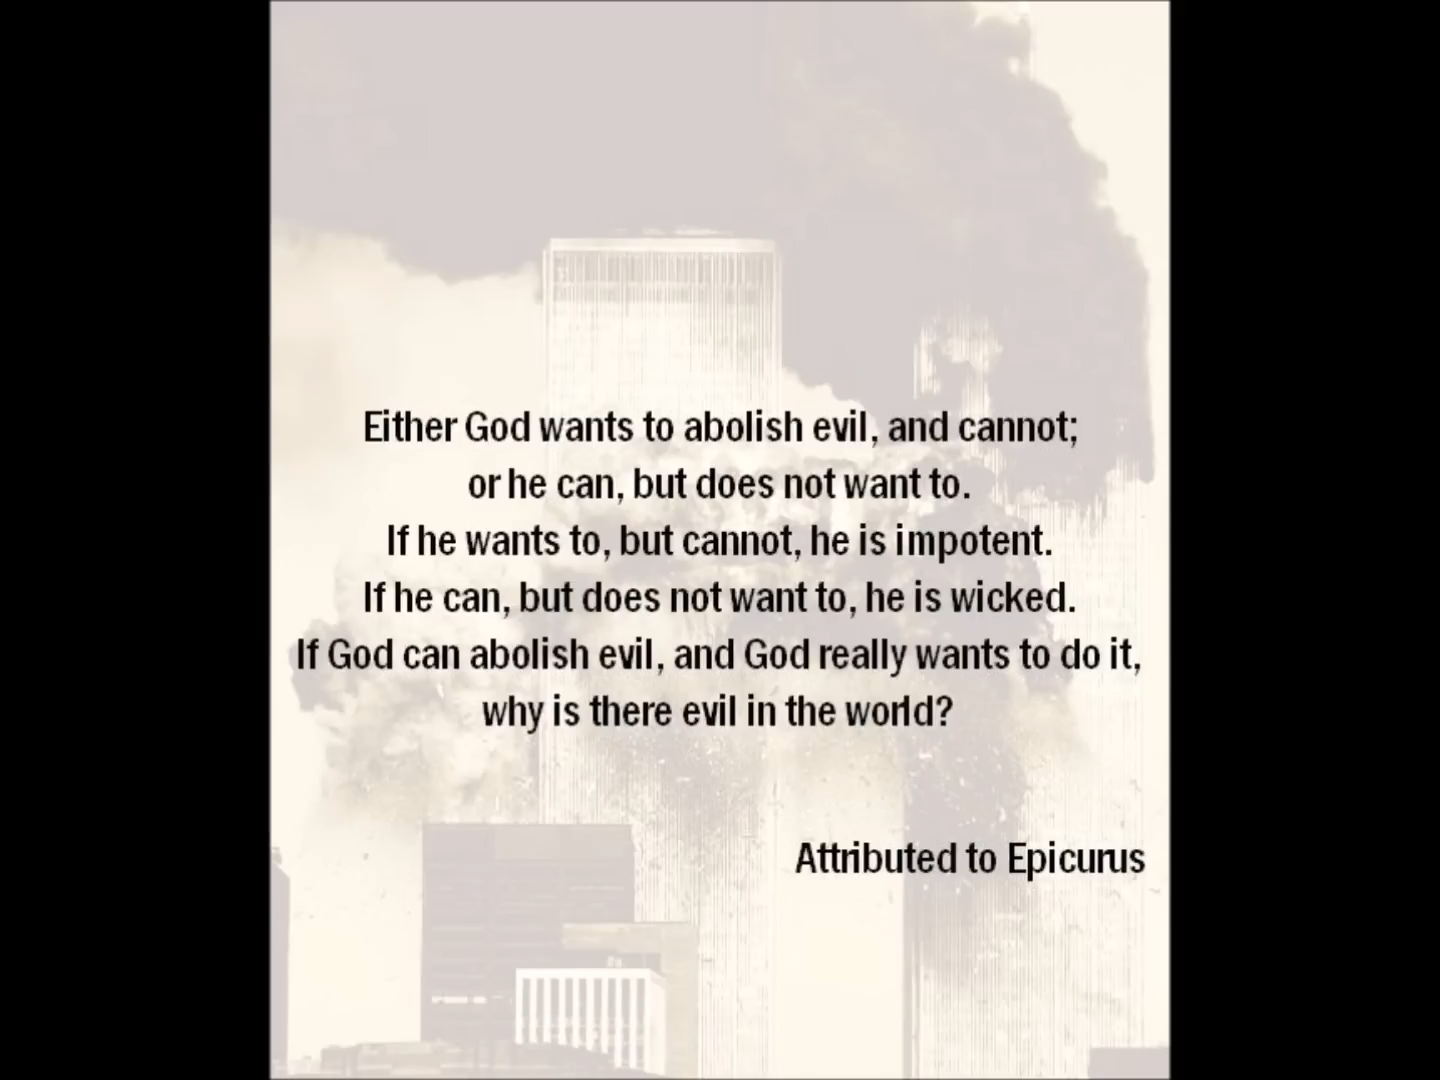 Either God wants to abolish evil, and cannot;
or he can, but does not want to.
If he wants to, but cannot, he is impotent.
If he can, but does not want to, he is wicked.
If God can abolish evil, and God really wants to do it,
why is there evil in the world?
Attributed to Epicurus